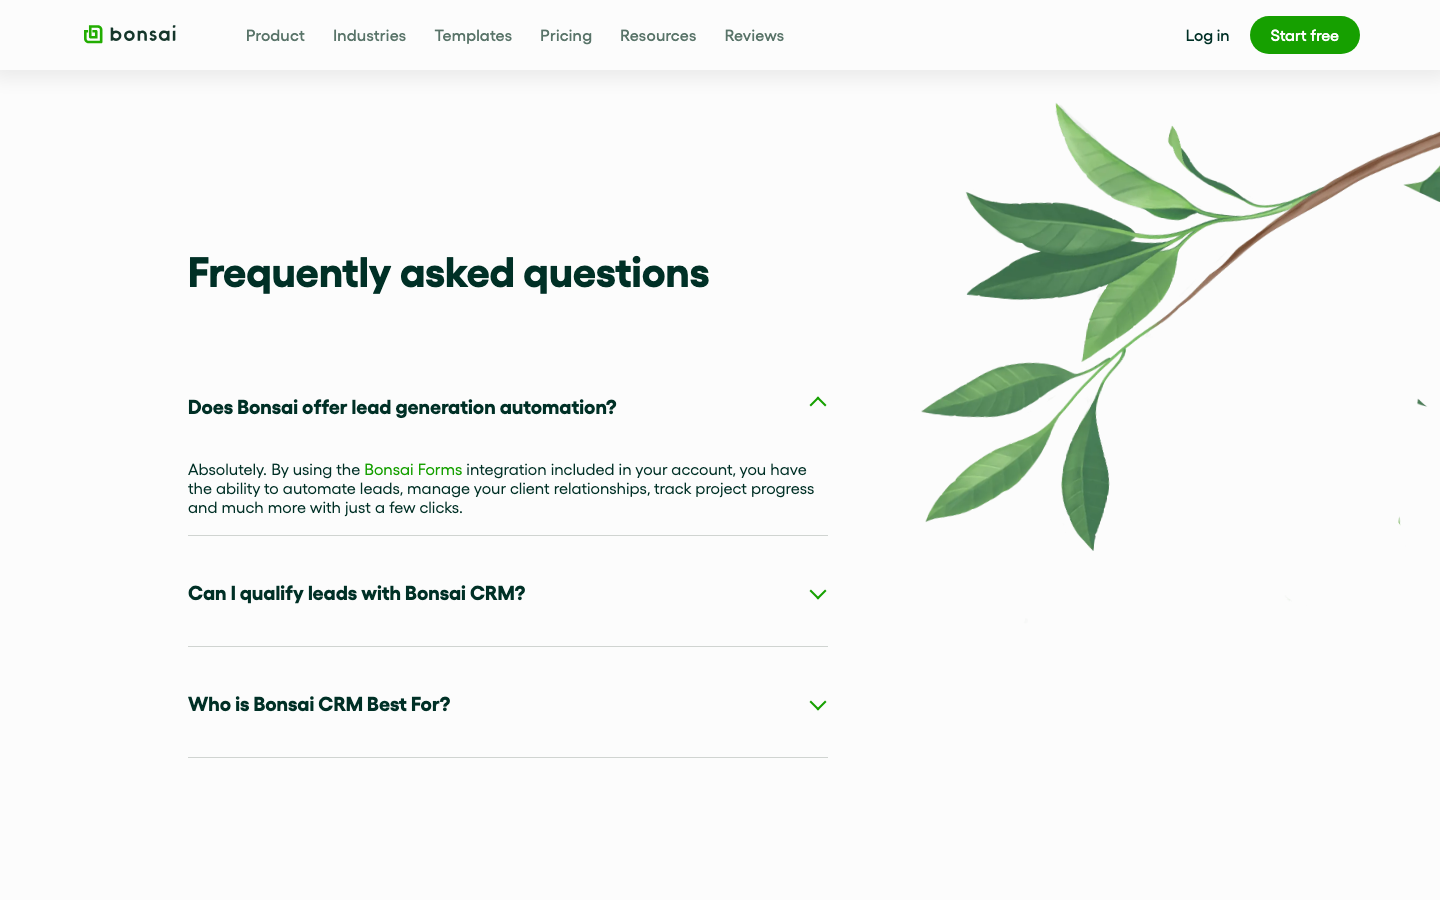 bonsai
Product
Industries
Templates
Pricing
Resources
Reviews
Log in
Start free
Frequently asked questions
Does Bonsai offer lead generation automation?
Absolutely. By using the Bonsai Forms integration included in your account, you have
the ability to automate leads, manage your client relationships, track project progress
and much more with just a few clicks.
Can I qualify leads with Bonsai CRM?
Who is Bonsai CRM Best For?